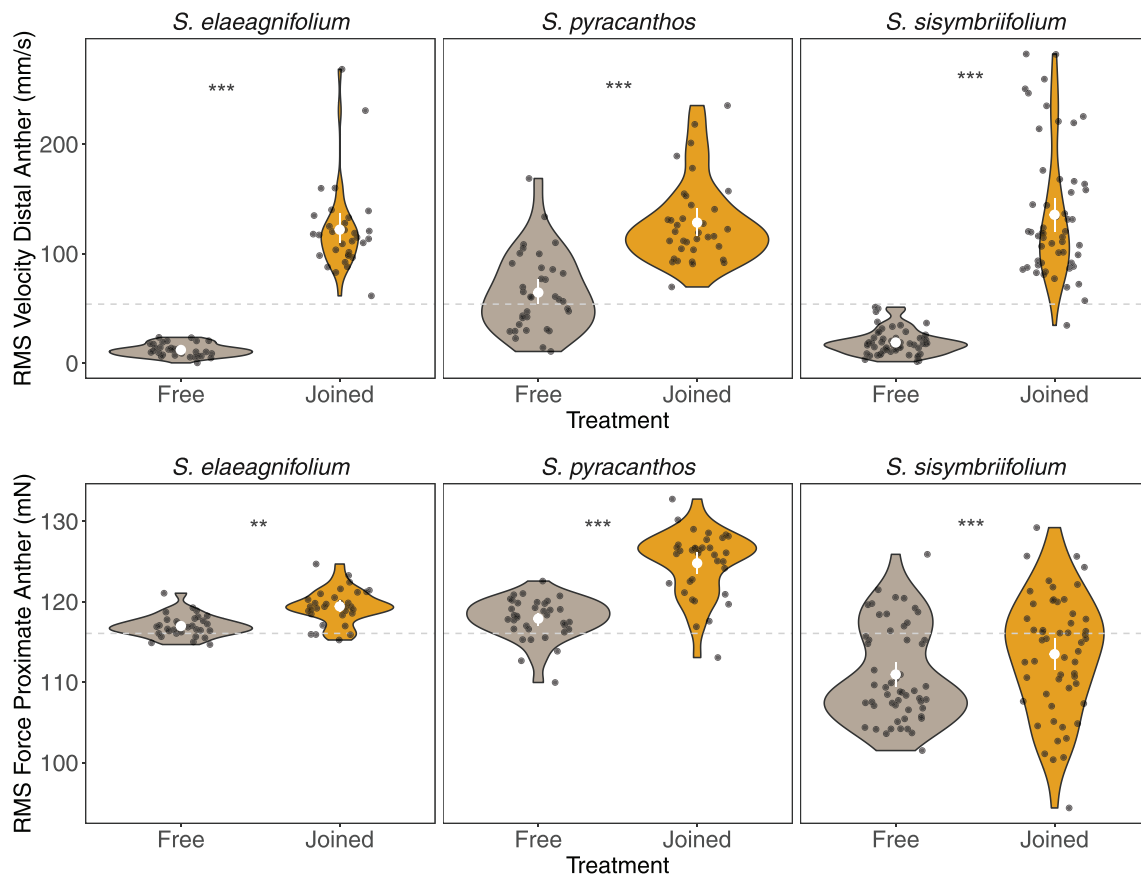 S. elaeagnifolium
S. pyracanthos
S. sisymbriifolium
RMS Velocity Distal Anther (mm/s)
200
100
0
***
***
***
Free
Joined
Free
Joined
Free
Joined
Treatment
S. elaeagnifolium
S. pyracanthos
S. sisymbriifolium
RMS Force Proximate Anther (mN)
130
120
110
100
**
***
***
Free
Joined
Free
Joined
Free
Joined
Treatment